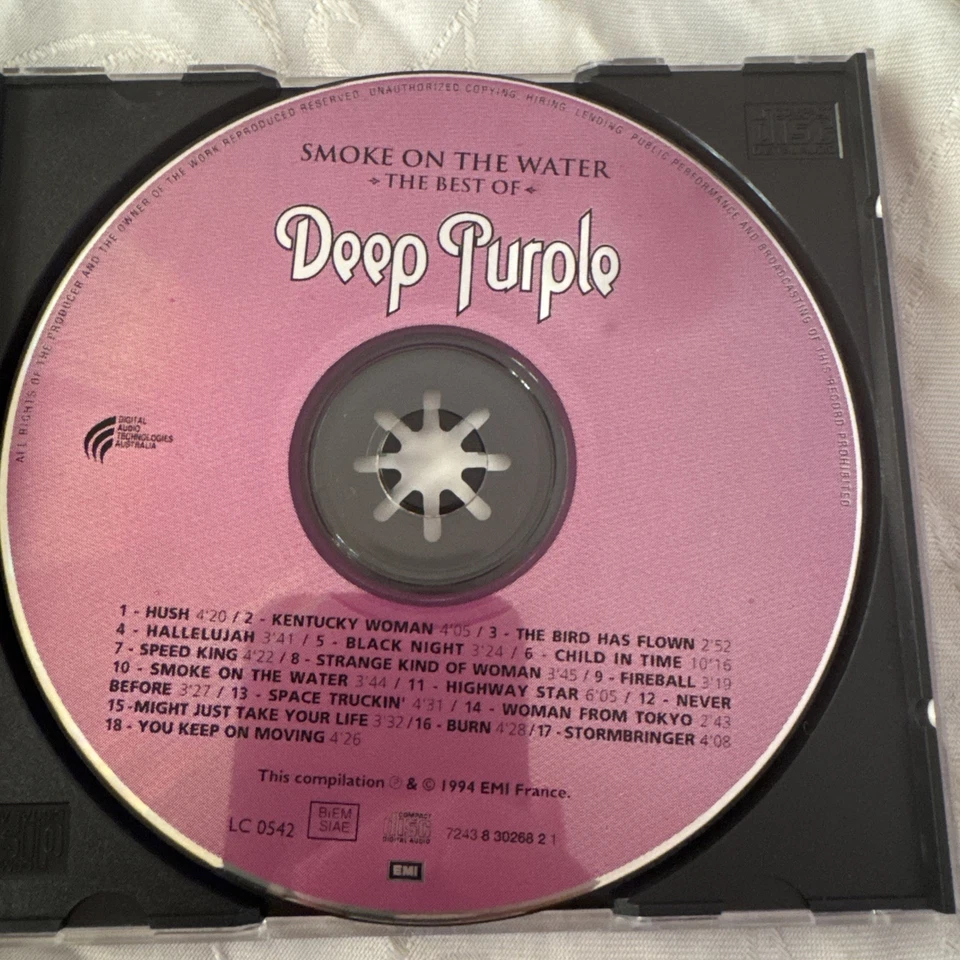 ALL RIGHTS OF THE PRODUCER AND THE OWNER OF THE WORK REPRODUCED RESERVED. UNAUTHORIZED COPYING, HIRING, LENDING, PUBLIC PERFORMANCE AND BROADCASTING OF THIS RECORD PROHIBITED
SMOKE ON THE WATER
THE BEST OF
Deep Purple
DIGITAL
AUDIO
TECHNOLOGIES
AUSTRALIA
1 - HUSH 4'20 / 2 - KENTUCKY WOMAN 4'05 / 3 - THE BIRD HAS FLOWN 2'52
4 - HALLELUJAH 3'41 / 5 - BLACK NIGHT 3'24 / 6 - CHILD IN TIME 10'16
7 - SPEED KING 4'22 / 8 - STRANGE KIND OF WOMAN 3'45 / 9 - FIREBALL 3'19
10 - SMOKE ON THE WATER 3'44 / 11 - HIGHWAY STAR 6'05 / 12 - NEVER
BEFORE 3'27 / 13 - SPACE TRUCKIN' 4'31 / 14 - WOMAN FROM TOKYO 2'43
15 -MIGHT JUST TAKE YOUR LIFE 3'32/16 - BURN 4'28/17 - STORMBRINGER 4'08
18 - YOU KEEP ON MOVING 4'26
This compilation ℗ & © 1994 EMI France.
LC 0542
BIEM
SIAE
COMPACT
disc
DIGITAL AUDIO
7243 8 30268 2 1
EMI